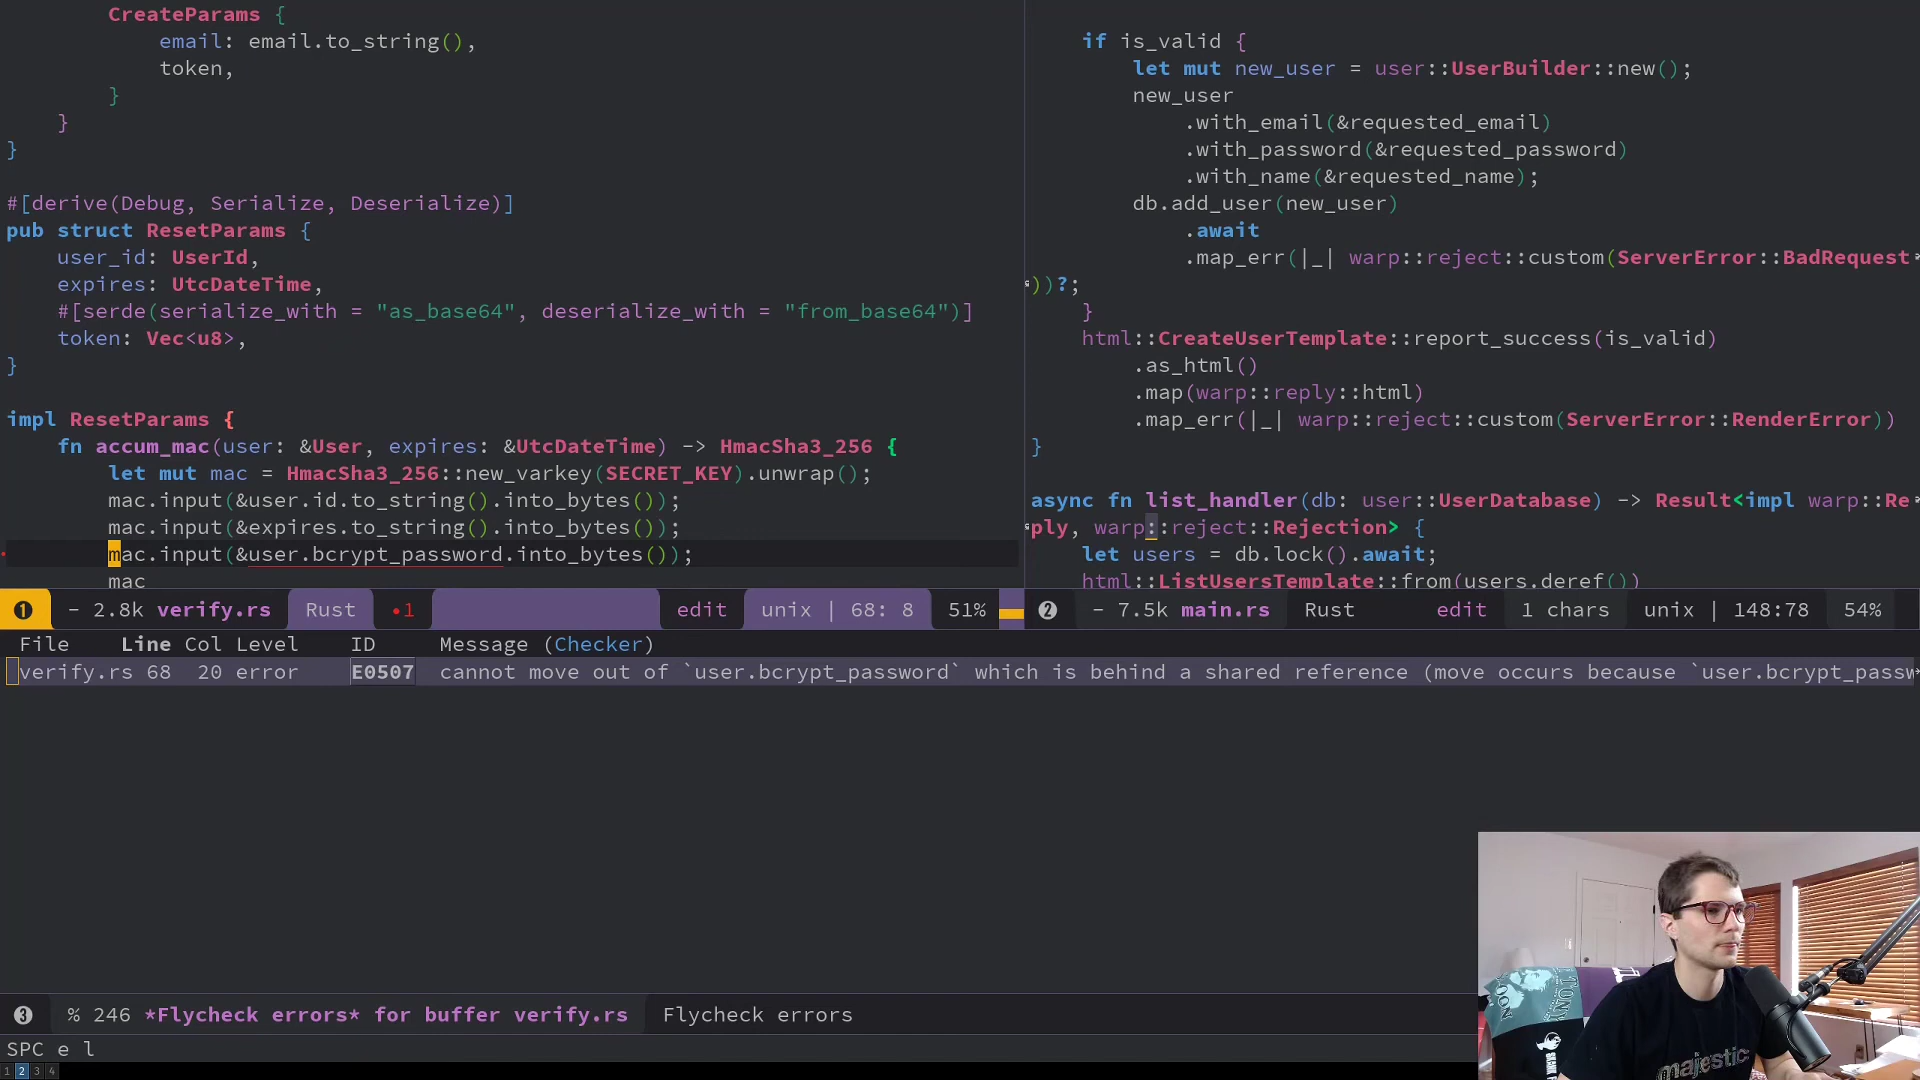 CreateParams {
email: email.to_string(),
token,
}
}
}
#[derive(Debug, Serialize, Deserialize)]
pub struct ResetParams {
user_id: UserId,
expires: UtcDateTime,
#[serde(serialize_with = "as_base64", deserialize_with = "from_base64")]
token: Vec<u8>,
}
impl ResetParams {
fn accum_mac(user: &User, expires: &UtcDateTime) -> HmacSha3_256 {
let mut mac = HmacSha3_256::new_varkey(SECRET_KEY).unwrap();
mac.input(&user.id.to_string().into_bytes());
mac.input(&expires.to_string().into_bytes());
mac.input(&user.bcrypt_password.into_bytes());
mac
1 - 2.8k verify.rs Rust •1 edit unix | 68: 8 51%
if is_valid {
let mut new_user = user::UserBuilder::new();
new_user
.with_email(&requested_email)
.with_password(&requested_password)
.with_name(&requested_name);
db.add_user(new_user)
.await
.map_err(|_| warp::reject::custom(ServerError::BadRequest
))?;
}
html::CreateUserTemplate::report_success(is_valid)
.as_html()
.map(warp::reply::html)
.map_err(|_| warp::reject::custom(ServerError::RenderError))
}
async fn list_handler(db: user::UserDatabase) -> Result<impl warp::Re
ply, warp::reject::Rejection> {
let users = db.lock().await;
html::ListUsersTemplate::from(users.deref())
2 - 7.5k main.rs Rust edit 1 chars unix | 148:78 54%
File Line Col Level ID Message (Checker)
verify.rs 68 20 error E0507 cannot move out of `user.bcrypt_password` which is behind a shared reference (move occurs because `user.bcrypt_passw
3 % 246 *Flycheck errors* for buffer verify.rs Flycheck errors
SPC e l
1 2 3 4
majestic